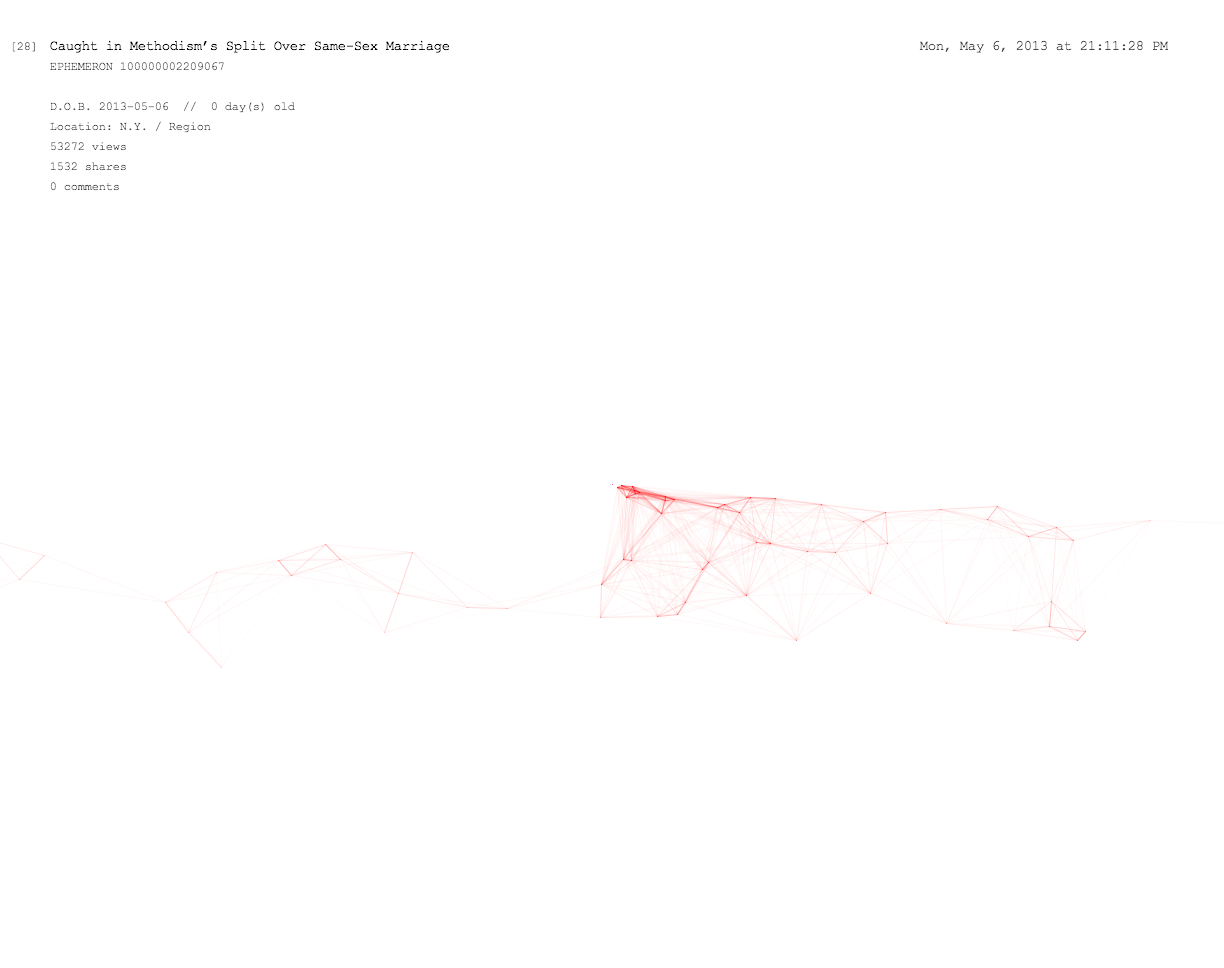 [28] Caught in Methodism’s Split Over Same-Sex Marriage
Mon, May 6, 2013 at 21:11:28 PM
EPHEMERON 100000002209067
D.O.B. 2013-05-06 // 0 day(s) old
Location: N.Y. / Region
53272 views
1532 shares
0 comments